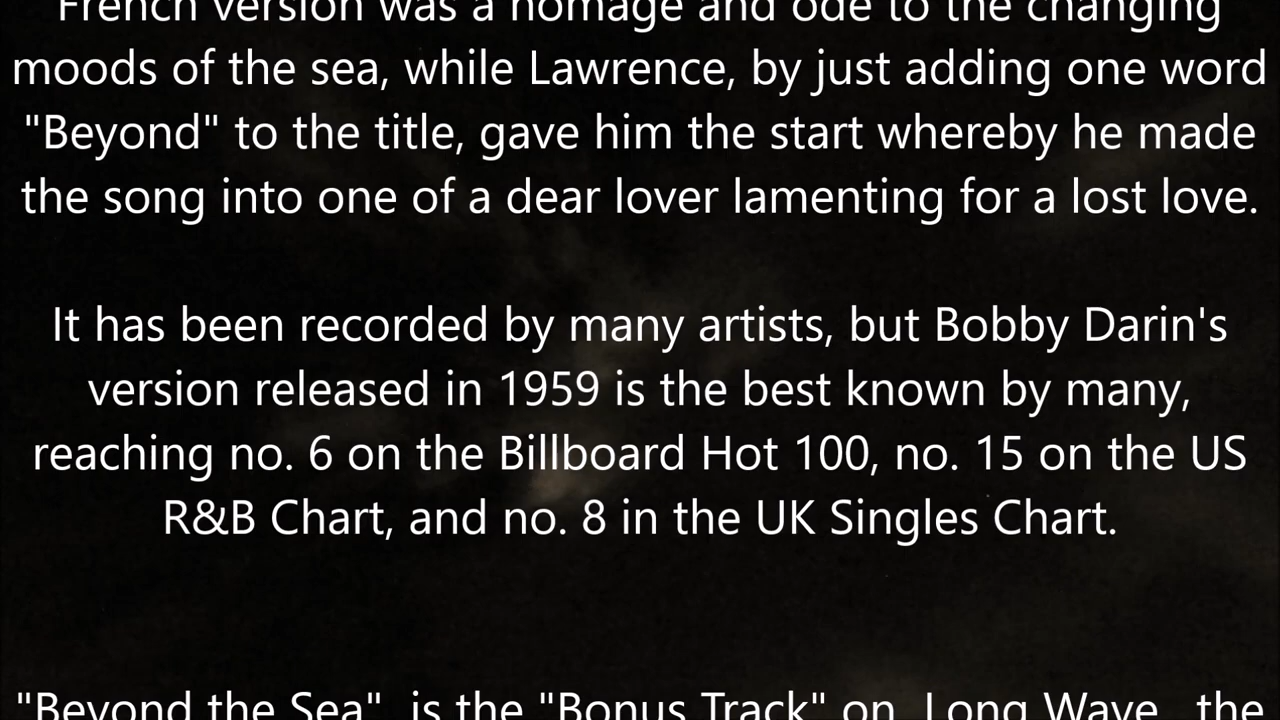 French version was a homage and ode to the changing
moods of the sea, while Lawrence, by just adding one word
"Beyond" to the title, gave him the start whereby he made
the song into one of a dear lover lamenting for a lost love.
It has been recorded by many artists, but Bobby Darin's
version released in 1959 is the best known by many,
reaching no. 6 on the Billboard Hot 100, no. 15 on the US
R&B Chart, and no. 8 in the UK Singles Chart.
"Beyond the Sea" is the "Bonus Track" on Long Wave the